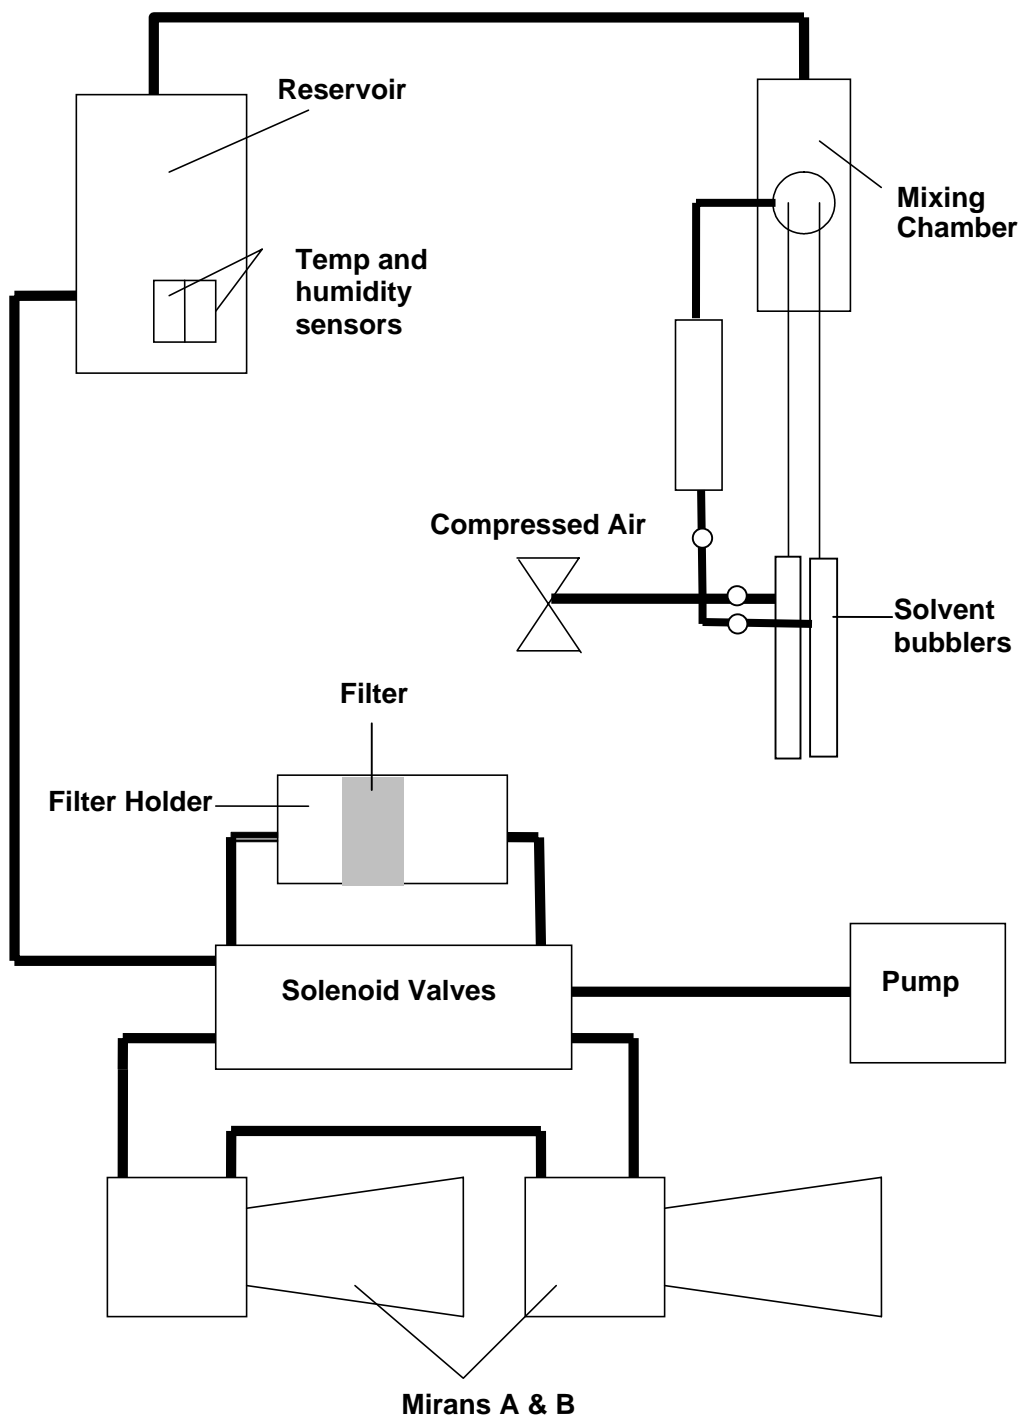 Reservoir
Mixing
Chamber
Temp and
humidity
sensors
Compressed Air
Solvent
bubblers
Filter
Filter Holder
Solenoid Valves
Pump
Mirans A & B